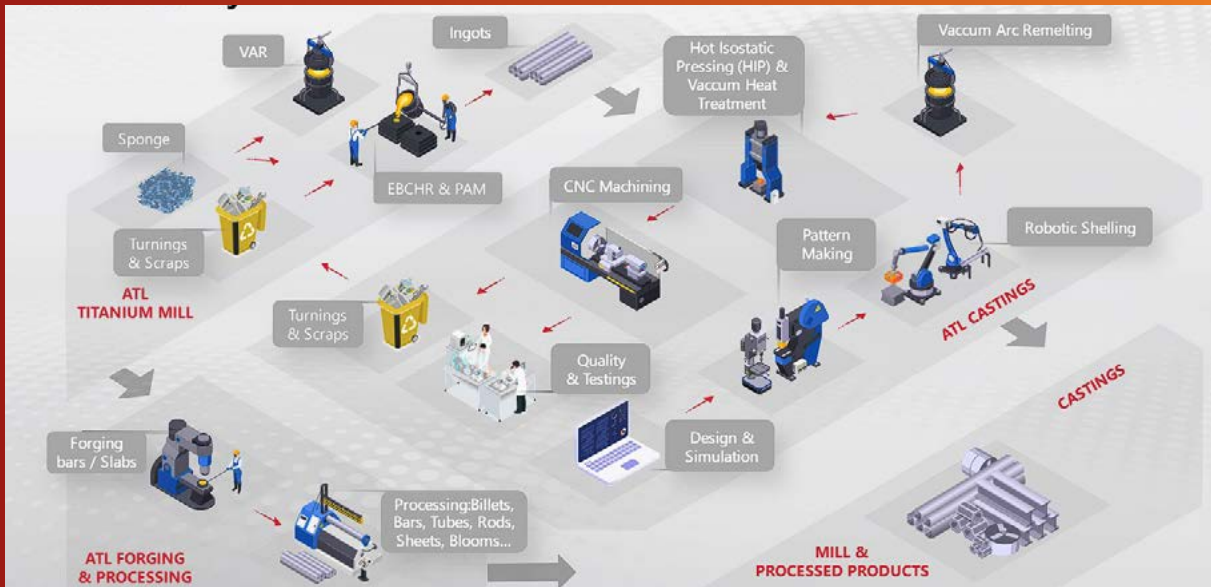 VAR
Ingots
Hot Isostatic
Pressing (HIP) &
Vaccum Heat
Treatment
Vaccum Arc Remelting
Sponge
EBCHR & PAM
CNC Machining
Turnings
& Scraps
Pattern
Making
Robotic Shelling
ATL
TITANIUM MILL
Turnings
& Scraps
ATL CASTINGS
Quality
& Testings
CASTINGS
Forging
bars / Slabs
Design &
Simulation
Processing:Billets,
Bars, Tubes, Rods,
Sheets, Blooms...
ATL FORGING
& PROCESSING
MILL &
PROCESSED PRODUCTS